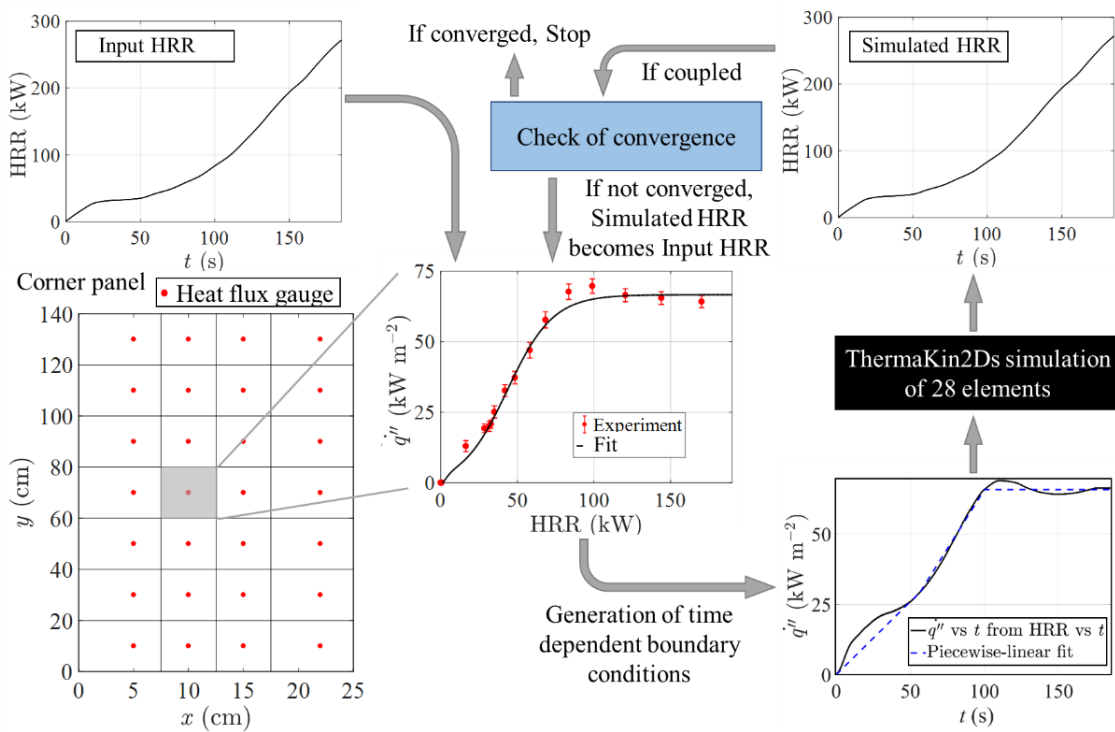 300
Input HRR
200
HRR (kW)
100
0
0
50
100
150
t (s)
If converged, Stop
If coupled
Check of convergence
If not converged,
Simulated HRR
becomes Input HRR
300
Simulated HRR
200
HRR (kW)
100
0
0
50
100
150
t (s)
Corner panel
Heat flux gauge
140
120
100
80
60
40
20
0
y (cm)
0
5
10
15
20
25
x (cm)
75
50
25
0
q̇″ (kW m⁻²)
Experiment
Fit
0
50
100
150
HRR (kW)
Generation of time
dependent boundary
conditions
ThermaKin2Ds simulation
of 28 elements
50
25
0
q̇″ (kW m⁻²)
q̇″ vs t from HRR vs t
Piecewise-linear fit
0
50
100
150
t (s)